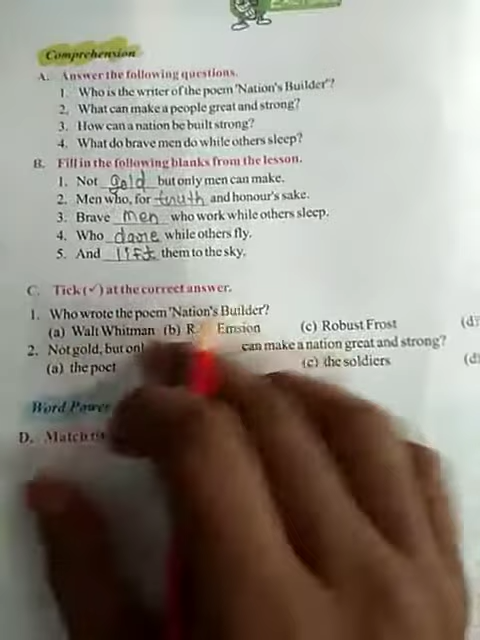 Comprehension
A. Answer the following questions.
1. Who is the writer of the poem 'Nation's Builder'?
2. What can make a people great and strong?
3. How can a nation be built strong?
4. What do brave men do while others sleep?
B. Fill in the following blanks from the lesson.
1. Not gold but only men can make.
2. Men who, for truth and honour's sake.
3. Brave men who work while others sleep.
4. Who dare while others fly.
5. And lift them to the sky.
C. Tick (✓) at the correct answer.
1. Who wrote the poem 'Nation's Builder?
(a) Walt Whitman (b) R. Emsion (c) Robust Frost (d)
2. Not gold, but only can make a nation great and strong?
(a) the poet (c) the soldiers (d)
Word Power
D. Match